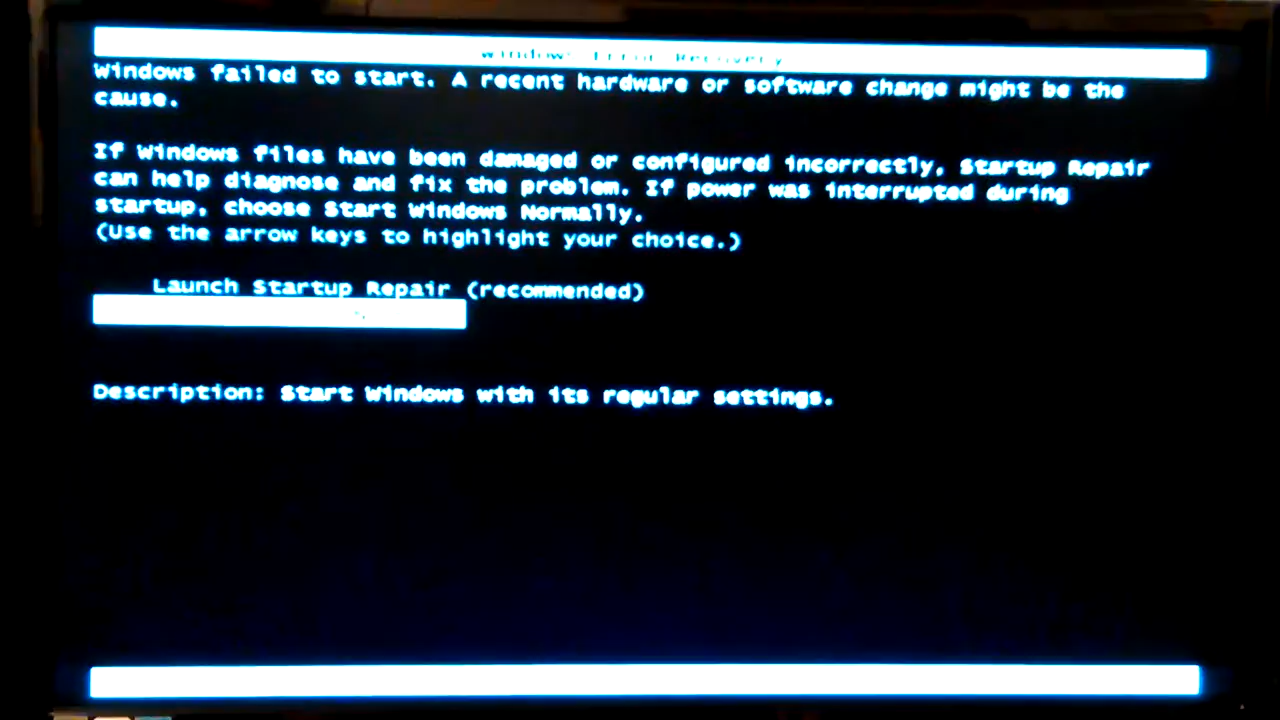 Windows Error Recovery
Windows failed to start. A recent hardware or software change might be the
cause.
If Windows files have been damaged or configured incorrectly, Startup Repair
can help diagnose and fix the problem. If power was interrupted during
startup, choose Start Windows Normally.
(Use the arrow keys to highlight your choice.)
Launch Startup Repair (recommended)
Description: Start Windows with its regular settings.